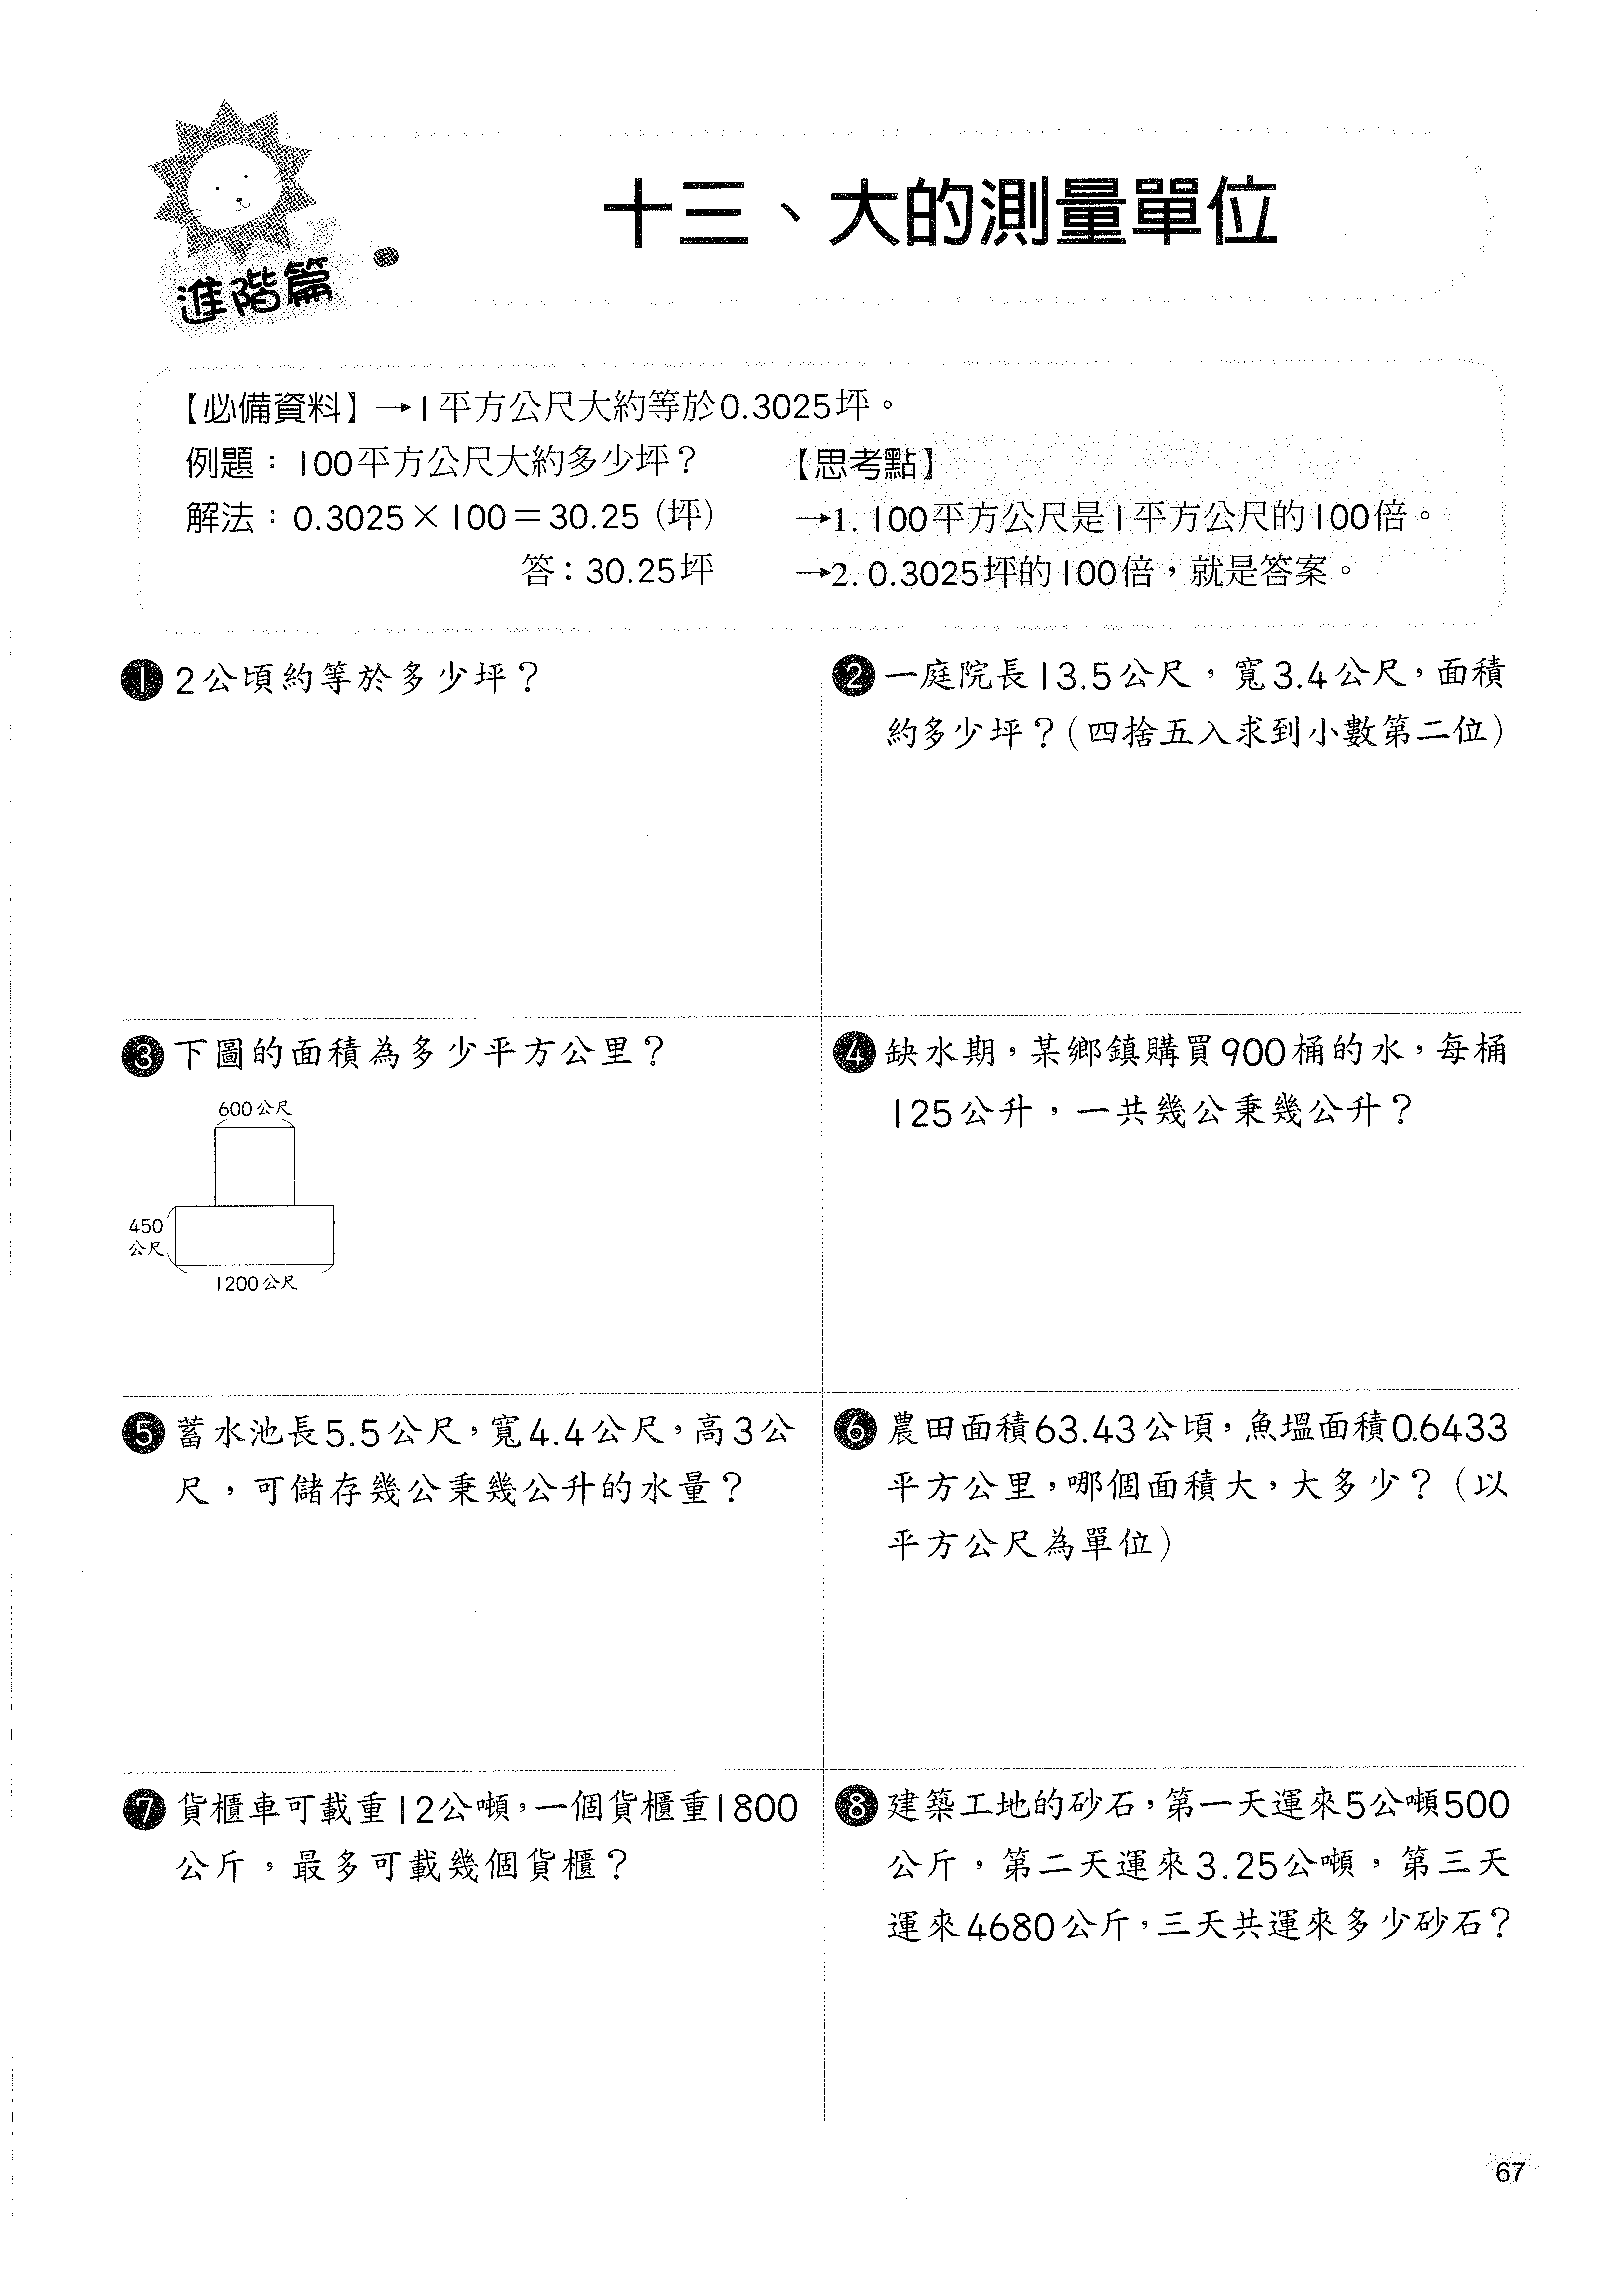 進階篇
十三、大的測量單位
【必備資料】→1平方公尺大約等於0.3025坪。
例題：100平方公尺大約多少坪？
解法：0.3025×100＝30.25（坪）
答：30.25坪
【思考點】
→1. 100平方公尺是1平方公尺的100倍。
→2. 0.3025坪的100倍，就是答案。
1 2公頃約等於多少坪？
2 一庭院長13.5公尺，寬3.4公尺，面積
約多少坪？（四捨五入求到小數第二位）
3 下圖的面積為多少平方公里？
600公尺
450
公尺
1200公尺
4 缺水期，某鄉鎮購買900桶的水，每桶
125公升，一共幾公秉幾公升？
5 蓄水池長5.5公尺，寬4.4公尺，高3公
尺，可儲存幾公秉幾公升的水量？
6 農田面積63.43公頃，魚塭面積0.6433
平方公里，哪個面積大，大多少？（以
平方公尺為單位）
7 貨櫃車可載重12公噸，一個貨櫃重1800
公斤，最多可載幾個貨櫃？
8 建築工地的砂石，第一天運來5公噸500
公斤，第二天運來3.25公噸，第三天
運來4680公斤，三天共運來多少砂石？
67